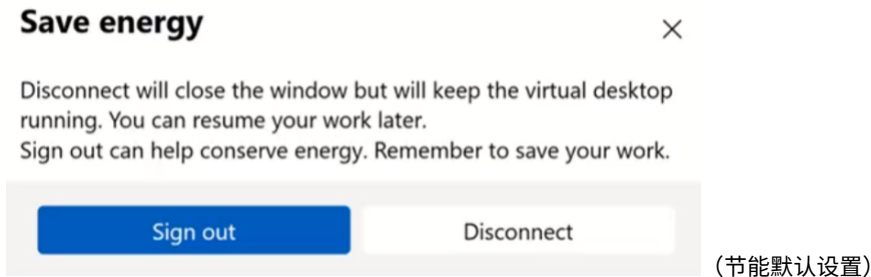 Save energy
Disconnect will close the window but will keep the virtual desktop
running. You can resume your work later.
Sign out can help conserve energy. Remember to save your work.
Sign out
Disconnect
（节能默认设置）